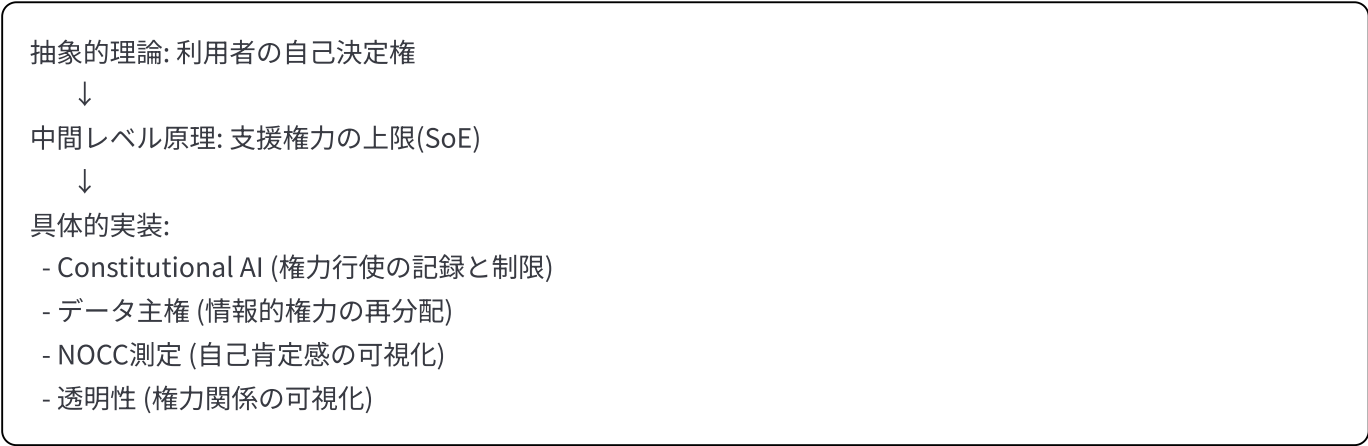 抽象的理論: 利用者の自己決定権
↓
中間レベル原理: 支援権力の上限(SoE)
↓
具体的実装:
- Constitutional AI (権力行使の記録と制限)
- データ主権 (情報的権力の再分配)
- NOCC測定 (自己肯定感の可視化)
- 透明性 (権力関係の可視化)